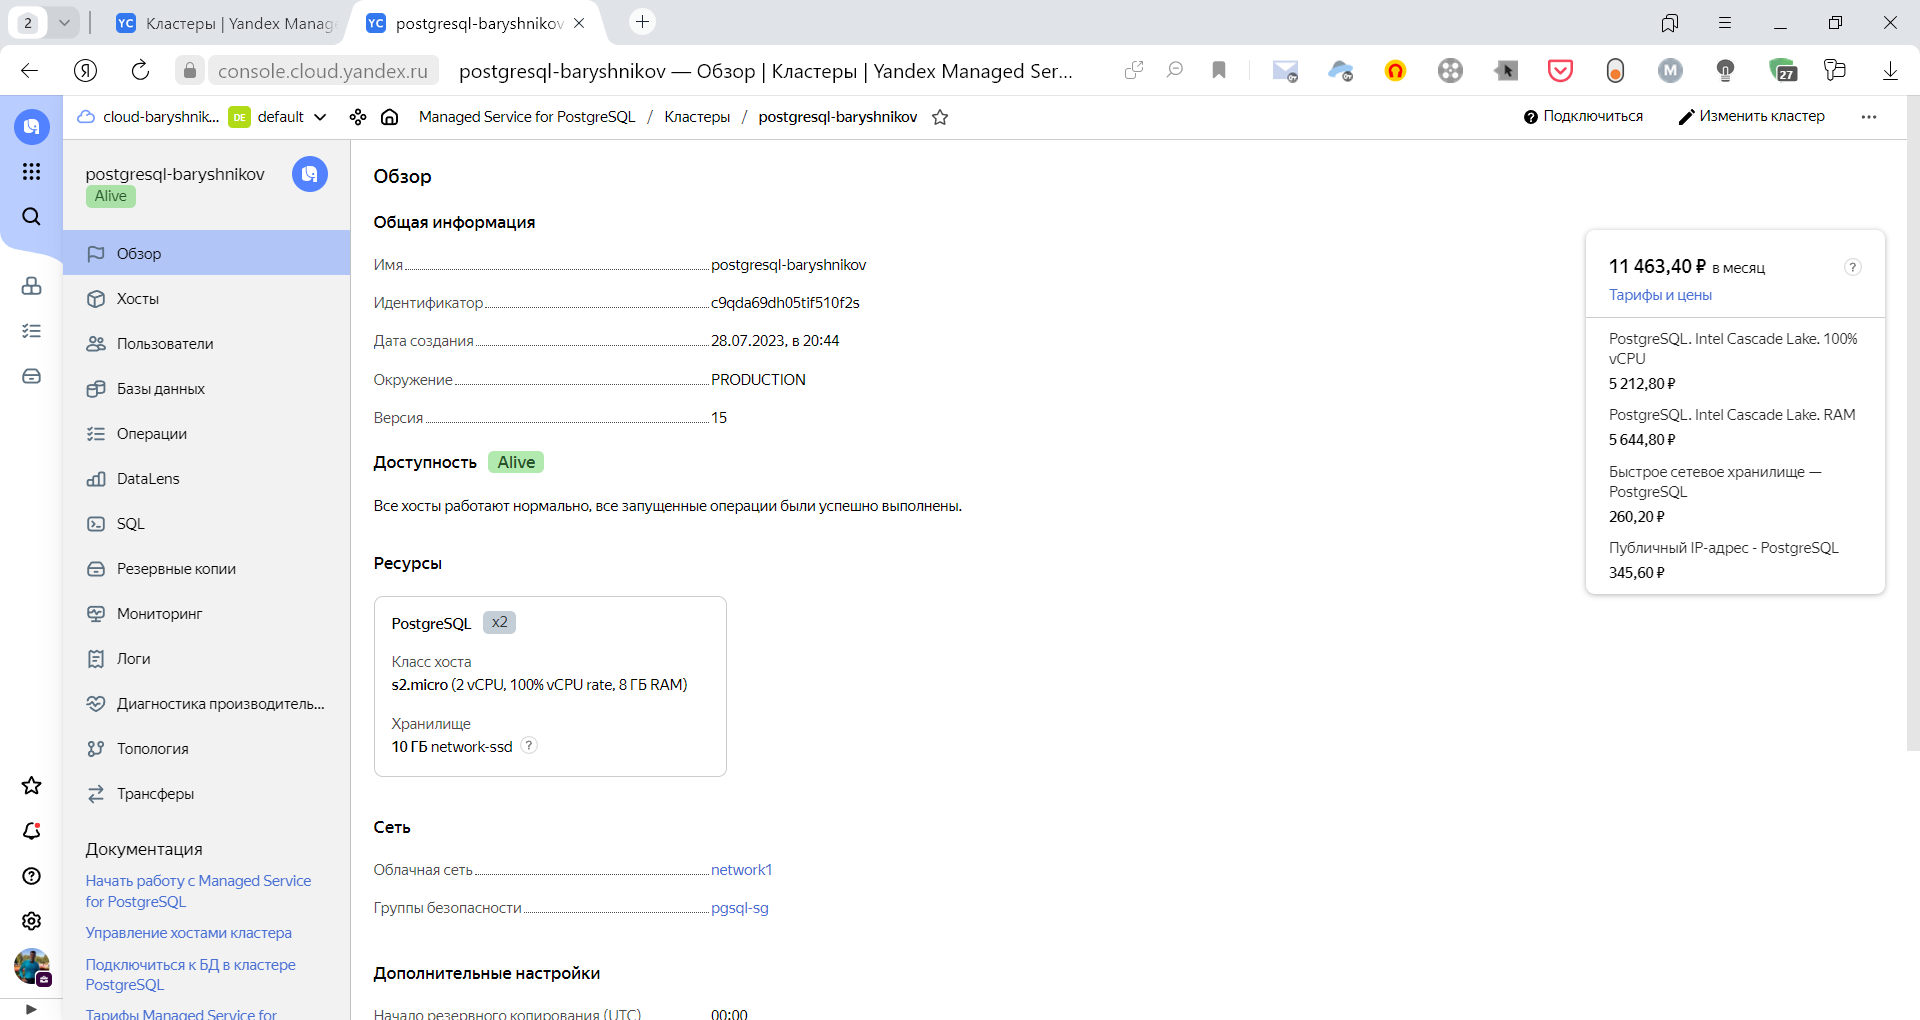 2
Кластеры | Yandex Manag
postgresql-baryshnikov
console.cloud.yandex.ru
postgresql-baryshnikov — Обзор | Кластеры | Yandex Managed Ser...
M
27
cloud-baryshnik...
DE
default
Managed Service for PostgreSQL / Кластеры / postgresql-baryshnikov
Подключиться
Изменить кластер
postgresql-baryshnikov
Alive
Обзор
Хосты
Пользователи
Базы данных
Операции
DataLens
SQL
Резервные копии
Мониторинг
Логи
Диагностика производитель...
Топология
Трансферы
Документация
Начать работу с Managed Service
for PostgreSQL
Управление хостами кластера
Подключиться к БД в кластере
PostgreSQL
Тарифы Managed Service for
Обзор
Общая информация
Имя postgresql-baryshnikov
Идентификатор c9qda69dh05tif510f2s
Дата создания 28.07.2023, в 20:44
Окружение PRODUCTION
Версия 15
Доступность Alive
Все хосты работают нормально, все запущенные операции были успешно выполнены.
Ресурсы
PostgreSQL x2
Класс хоста
s2.micro (2 vCPU, 100% vCPU rate, 8 ГБ RAM)
Хранилище
10 ГБ network-ssd ?
Сеть
Облачная сеть network1
Группы безопасности pgsql-sg
Дополнительные настройки
Начало резервного копирования (UTC) 00:00
11 463,40 ₽ в месяц ?
Тарифы и цены
PostgreSQL. Intel Cascade Lake. 100%
vCPU
5 212,80 ₽
PostgreSQL. Intel Cascade Lake. RAM
5 644,80 ₽
Быстрое сетевое хранилище —
PostgreSQL
260,20 ₽
Публичный IP-адрес - PostgreSQL
345,60 ₽